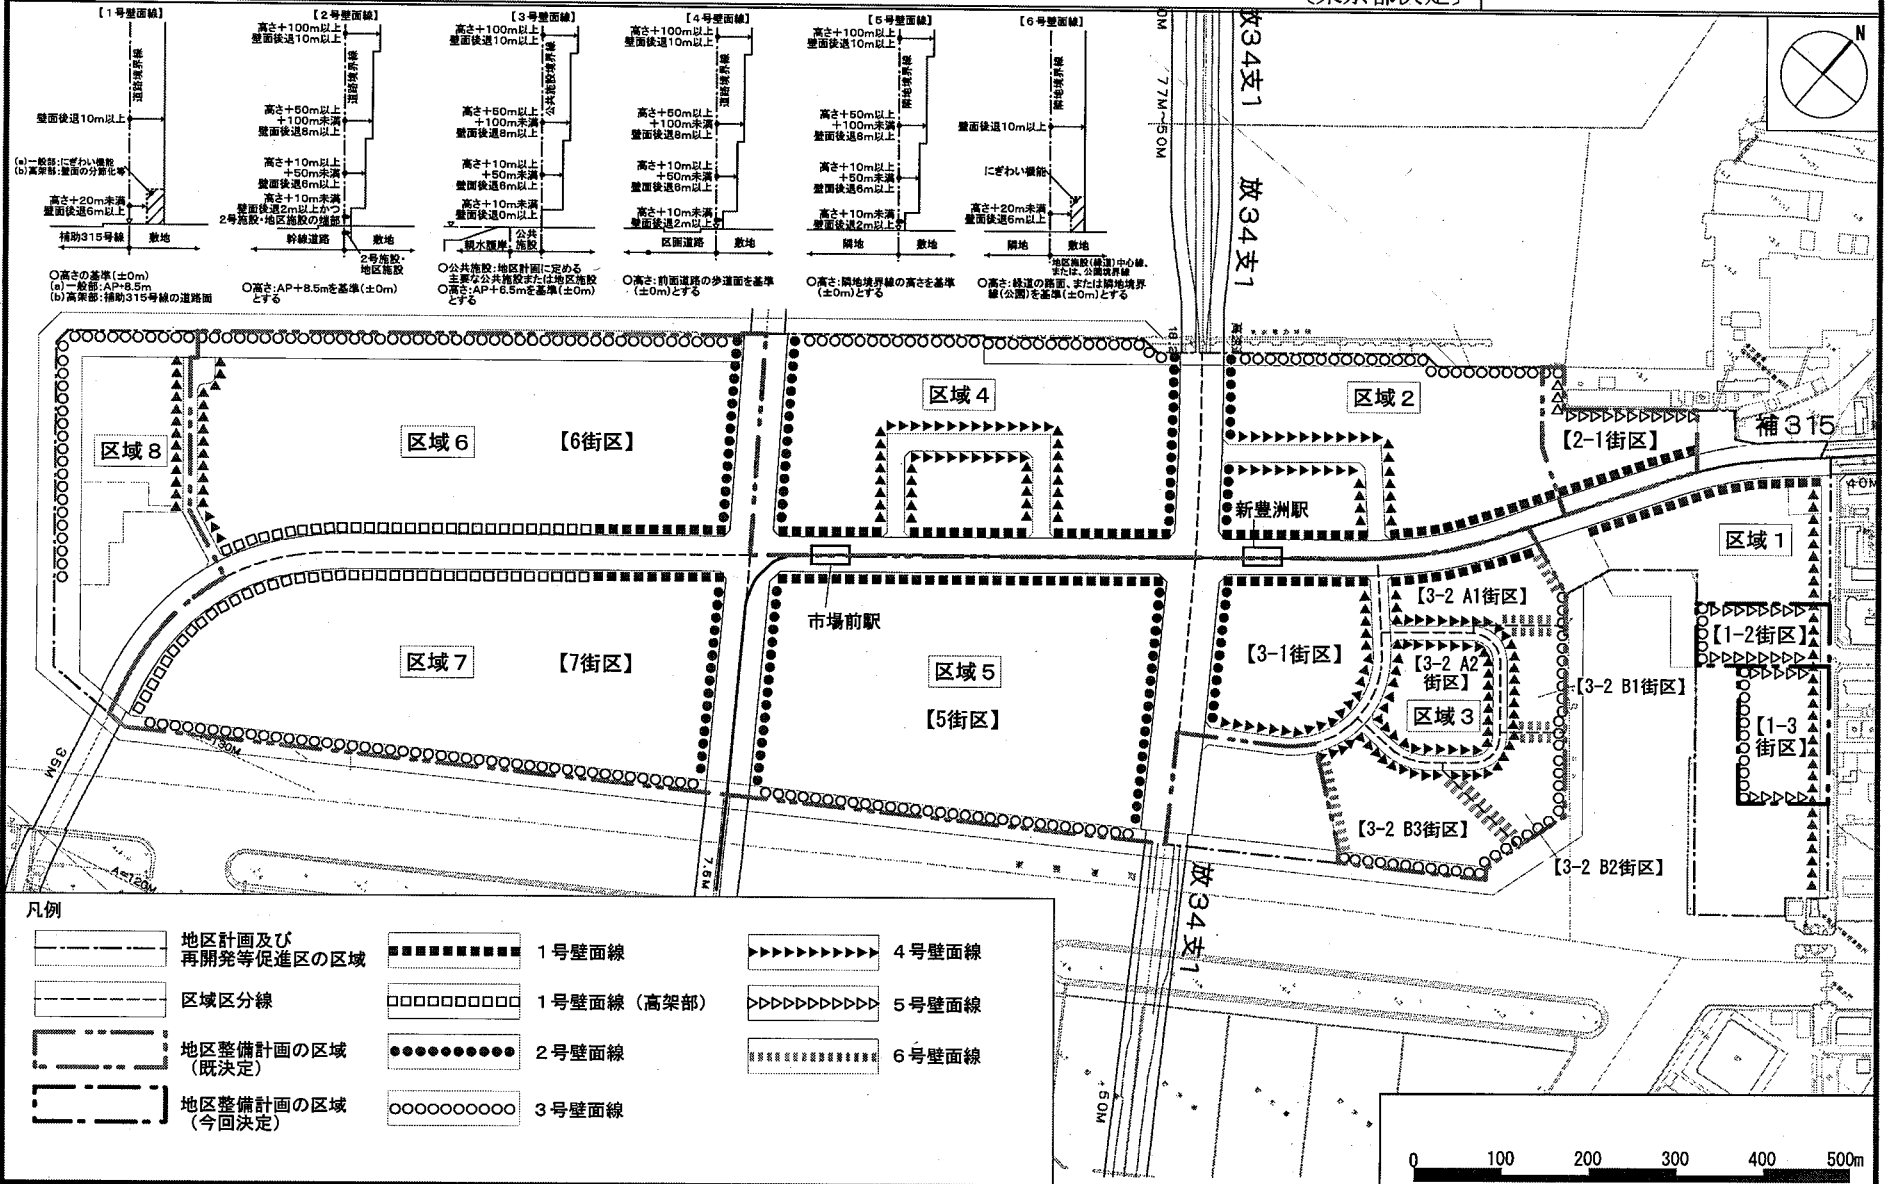 【1号壁面線】
道路境界線
壁面後退10m以上
(a)一般部:にぎわい機能
(b)高架部:壁面の分節化等
高さ+20m未満
壁面後退6m以上
補助315号線
敷地
○高さの基準(±0m)
(a)一般部:AP+8.5m
(b)高架部:補助315号線の道路面
【2号壁面線】
高さ+100m以上
壁面後退10m以上
道路境界線
高さ+50m以上
+100m未満
壁面後退8m以上
高さ+10m以上
+50m未満
壁面後退6m以上
高さ+10m未満
壁面後退2m以上かつ
2号施設・地区施設の端部
幹線道路
敷地
2号施設・
地区施設
○高さ:AP+8.5mを基準(±0m)
とする
【3号壁面線】
高さ+100m以上
壁面後退10m以上
公共施設境界線
高さ+50m以上
+100m未満
壁面後退8m以上
高さ+10m以上
+50m未満
壁面後退6m以上
高さ+10m未満
壁面後退0m以上
親水護岸
公共
施設
敷地
○公共施設:地区計画に定める
主要な公共施設または地区施設
○高さ:AP+6.5mを基準(±0m)
とする
【4号壁面線】
高さ+100m以上
壁面後退10m以上
道路境界線
高さ+50m以上
+100m未満
壁面後退8m以上
高さ+10m以上
+50m未満
壁面後退6m以上
高さ+10m未満
壁面後退2m以上
区画道路
敷地
○高さ:前面道路の歩道面を基準
(±0m)とする
【5号壁面線】
高さ+100m以上
壁面後退10m以上
隣地境界線
高さ+50m以上
+100m未満
壁面後退8m以上
高さ+10m以上
+50m未満
壁面後退6m以上
高さ+10m未満
壁面後退2m以上
隣地
敷地
○高さ:隣地境界線の高さを基準
(±0m)とする
【6号壁面線】
隣地境界線
壁面後退10m以上
にぎわい機能
高さ+20m未満
壁面後退6m以上
隣地
敷地
地区施設(緑道)中心線、
または、公園境界線
○高さ:緑道の路面、または隣地境界
線(公園)を基準(±0m)とする
放34支1
77M~50M
放34支1
N
区域4
区域2
補315
【2-1街区】
区域8
区域6
【6街区】
新豊洲駅
40M
区域1
市場前駅
【3-2 A1街区】
【1-2街区】
区域7
【7街区】
区域5
【3-1街区】
【3-2 A2
街区】
【3-2 B1街区】
【5街区】
区域3
【1-3
街区】
35M
130M
【3-2 B3街区】
【3-2 B2街区】
A=120M
7.5M
放34支1
50M
凡例
地区計画及び
再開発等促進区の区域
区域区分線
地区整備計画の区域
(既決定)
地区整備計画の区域
(今回決定)
1号壁面線
1号壁面線(高架部)
2号壁面線
3号壁面線
4号壁面線
5号壁面線
6号壁面線
0 100 200 300 400 500m